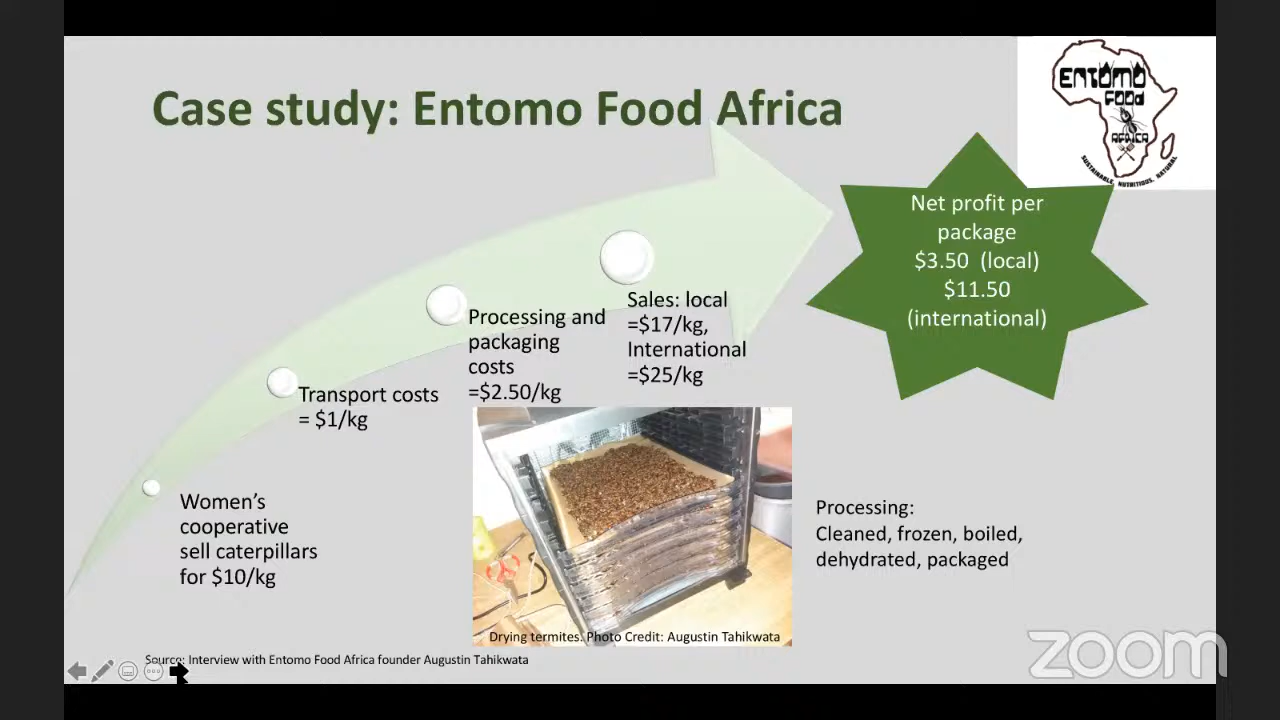 Case study: Entomo Food Africa
ENTOMO
FOOD
AFRICA
SUSTAINABLE, NUTRITIOUS, NATURAL
Net profit per
package
$3.50 (local)
$11.50
(international)
Sales: local
=$17/kg,
International
=$25/kg
Processing and
packaging
costs
=$2.50/kg
Transport costs
= $1/kg
Women’s
cooperative
sell caterpillars
for $10/kg
Processing:
Cleaned, frozen, boiled,
dehydrated, packaged
Drying termites. Photo Credit: Augustin Tahikwata
Source: Interview with Entomo Food Africa founder Augustin Tahikwata
zoom